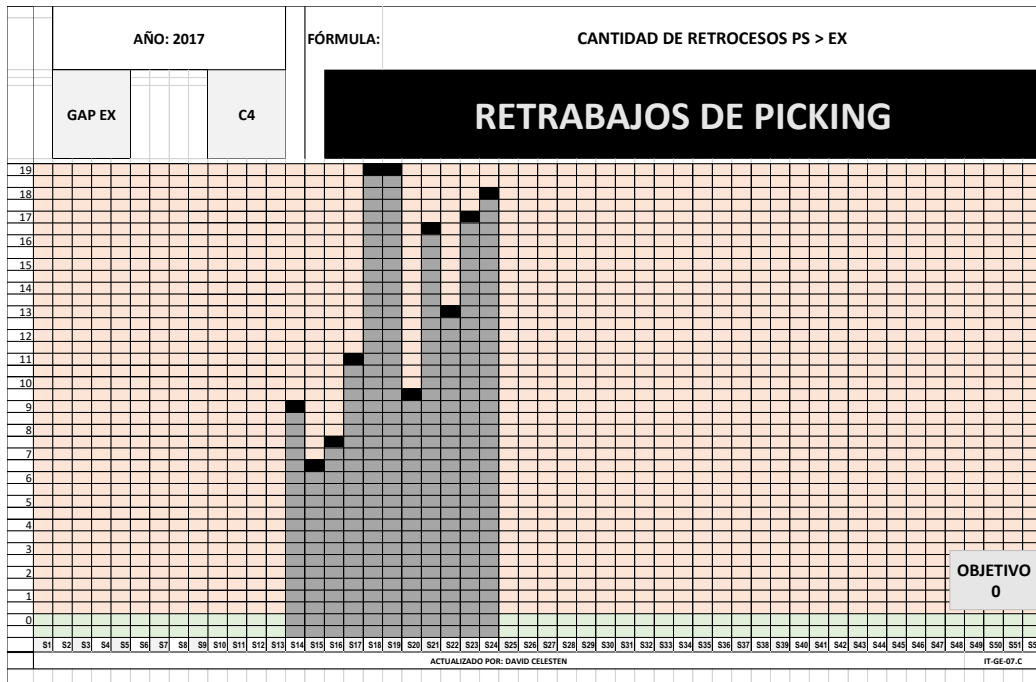 AÑO: 2017
FÓRMULA:
CANTIDAD DE RETROCESOS PS > EX
GAP EX
C4
RETRABAJOS DE PICKING
19
18
17
16
15
14
13
12
11
10
9
8
7
6
5
4
3
2
1
0
OBJETIVO
0
S1 S2 S3 S4 S5 S6 S7 S8 S9 S10 S11 S12 S13 S14 S15 S16 S17 S18 S19 S20 S21 S22 S23 S24 S25 S26 S27 S28 S29 S30 S31 S32 S33 S34 S35 S36 S37 S38 S39 S40 S41 S42 S43 S44 S45 S46 S47 S48 S49 S50 S51
ACTUALIZADO POR: DAVID CELESTEN
IT-GE-07.C